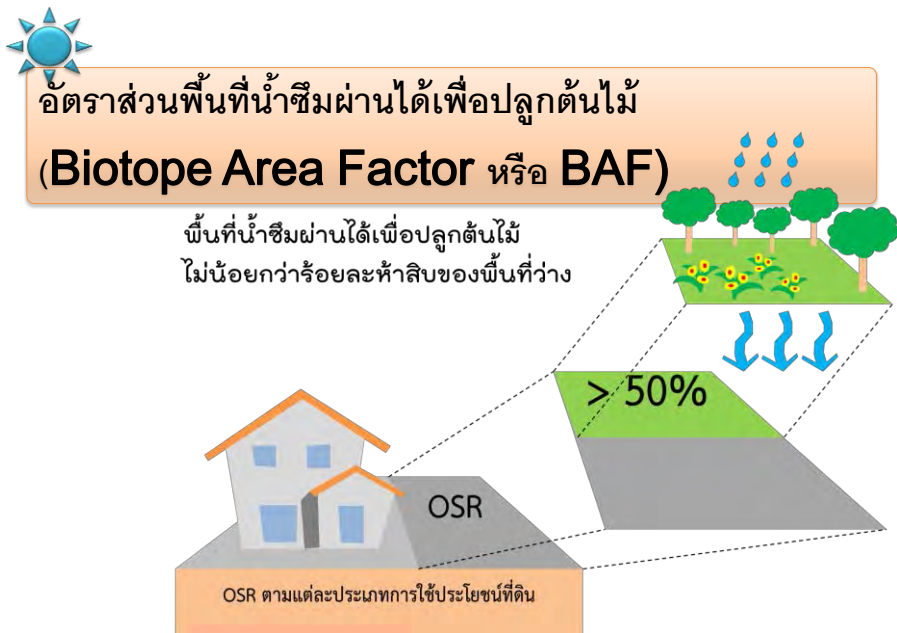 อัตราส่วนพื้นที่น้ำซึมผ่านได้เพื่อปลูกต้นไม้
(Biotope Area Factor หรือ BAF)
พื้นที่น้ำซึมผ่านได้เพื่อปลูกต้นไม้
ไม่น้อยกว่าร้อยละห้าสิบของพื้นที่ว่าง
> 50%
OSR
OSR ตามแต่ละประเภทการใช้ประโยชน์ที่ดิน